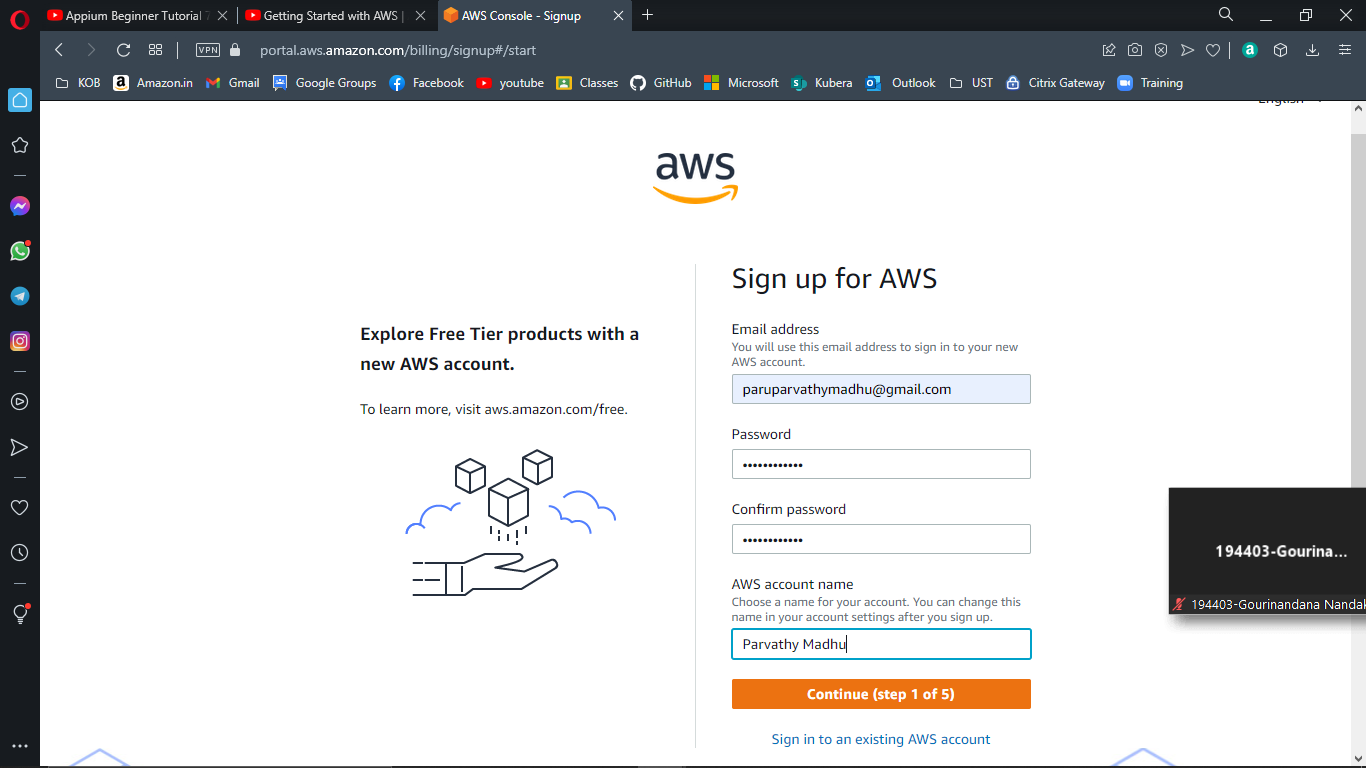 Appium Beginner Tutorial 7
Getting Started with AWS |
AWS Console - Signup
VPN
portal.aws.amazon.com/billing/signup#/start
KOB
Amazon.in
Gmail
Google Groups
Facebook
youtube
Classes
GitHub
Microsoft
Kubera
Outlook
UST
Citrix Gateway
Training
English
aws
Explore Free Tier products with a
new AWS account.
To learn more, visit aws.amazon.com/free.
Sign up for AWS
Email address
You will use this email address to sign in to your new
AWS account.
paruparvathymadhu@gmail.com
Password
••••••••••••
Confirm password
••••••••••••
AWS account name
Choose a name for your account. You can change this
name in your account settings after you sign up.
Parvathy Madhu
Continue (step 1 of 5)
Sign in to an existing AWS account
194403-Gourina...
194403-Gourinandana Nandak